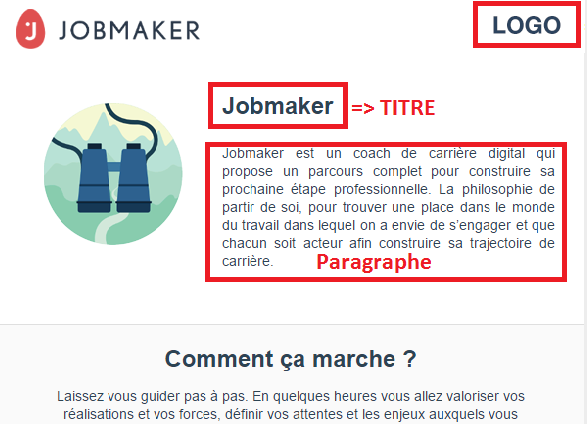 JOBMAKER
LOGO
Jobmaker => TITRE
Jobmaker est un coach de carrière digital qui
propose un parcours complet pour construire sa
prochaine étape professionnelle. La philosophie de
partir de soi, pour trouver une place dans le monde
du travail dans lequel on a envie de s'engager et que
chacun soit acteur afin construire sa trajectoire de
carrière.
Paragraphe
Comment ça marche ?
Laissez vous guider pas à pas. En quelques heures vous allez valoriser vos
réalisations et vos forces, définir vos attentes et les enjeux auxquels vous